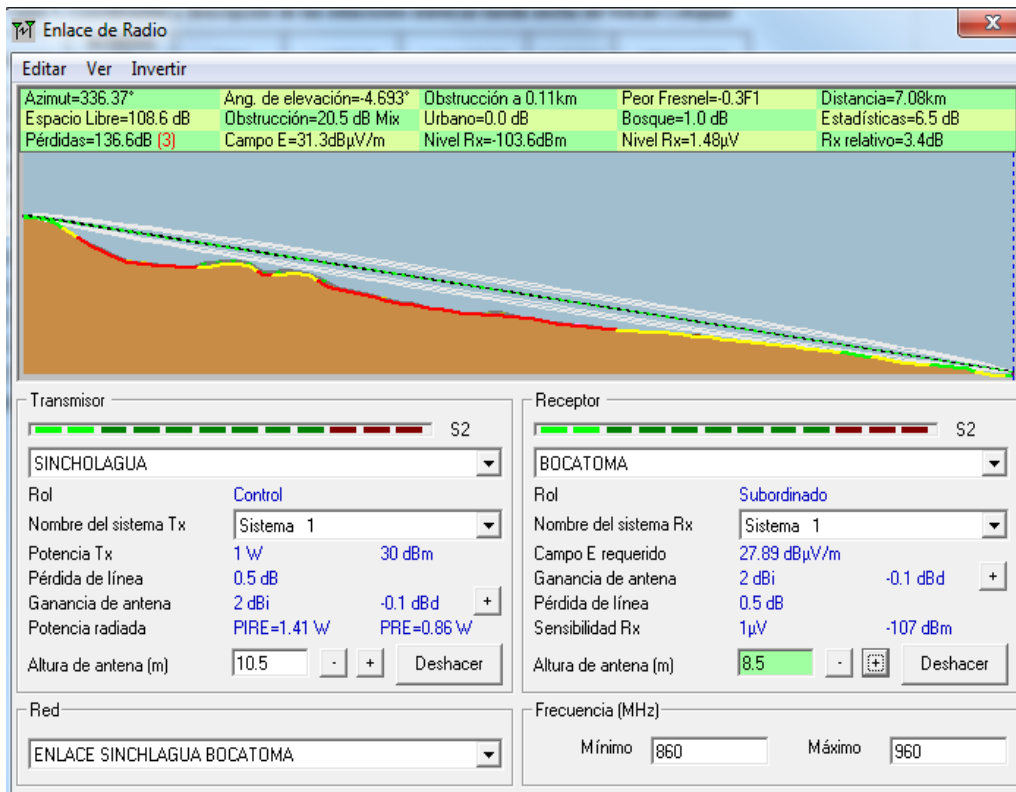 Enlace de Radio
X
Editar Ver Invertir
Azimut=336.37° Ang. de elevación=-4.693° Obstrucción a 0.11km Peor Fresnel=-0.3F1 Distancia=7.08km
Espacio Libre=108.6 dB Obstrucción=20.5 dB Mix Urbano=0.0 dB Bosque=1.0 dB Estadísticas=6.5 dB
Pérdidas=136.6dB (3) Campo E=31.3dBµV/m Nivel Rx=-103.6dBm Nivel Rx=1.48µV Rx relativo=3.4dB
Transmisor
S2
SINCHOLAGUA
Rol Control
Nombre del sistema Tx Sistema 1
Potencia Tx 1 W 30 dBm
Pérdida de línea 0.5 dB
Ganancia de antena 2 dBi -0.1 dBd +
Potencia radiada PIRE=1.41 W PRE=0.86 W
Altura de antena (m) 10.5 - + Deshacer
Red
ENLACE SINCHLAGUA BOCATOMA
Receptor
S2
BOCATOMA
Rol Subordinado
Nombre del sistema Rx Sistema 1
Campo E requerido 27.89 dBµV/m
Ganancia de antena 2 dBi -0.1 dBd +
Pérdida de línea 0.5 dB
Sensibilidad Rx 1µV -107 dBm
Altura de antena (m) 8.5 - + Deshacer
Frecuencia (MHz)
Mínimo 860 Máximo 960